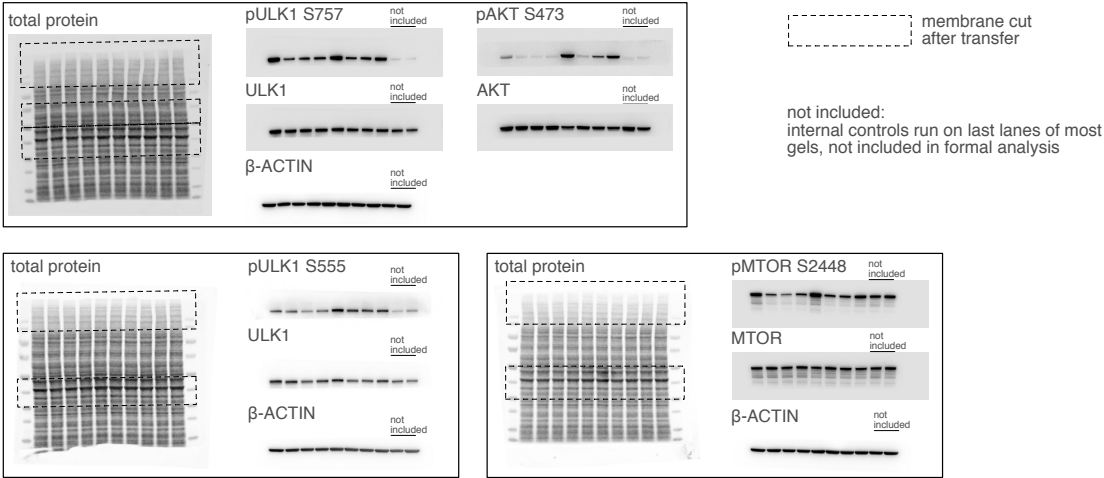 total protein
pULK1 S757
not
included
pAKT S473
not
included
membrane cut
after transfer
ULK1
not
included
AKT
not
included
not included:
internal controls run on last lanes of most
gels, not included in formal analysis
β-ACTIN
not
included
total protein
pULK1 S555
not
included
ULK1
not
included
β-ACTIN
not
included
total protein
pMTOR S2448
not
included
MTOR
not
included
β-ACTIN
not
included